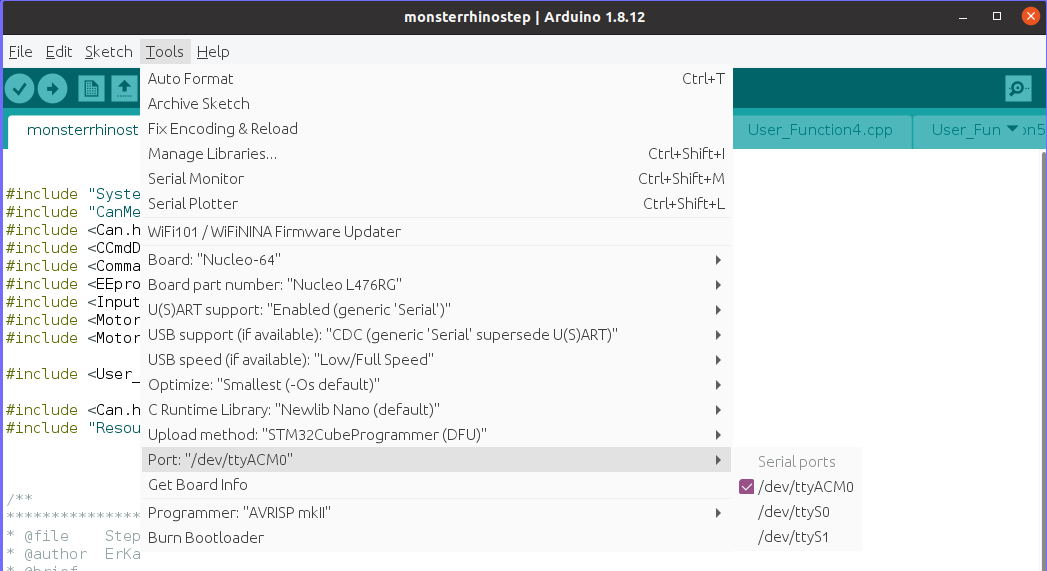 monsterrhinostep | Arduino 1.8.12
File Edit Sketch Tools Help
monsterrhinost
User_Function4.cpp
User_Fun
n5
Auto Format Ctrl+T
Archive Sketch
Fix Encoding & Reload
Manage Libraries... Ctrl+Shift+I
Serial Monitor Ctrl+Shift+M
Serial Plotter Ctrl+Shift+L
WiFi101 / WiFiNINA Firmware Updater
Board: "Nucleo-64"
Board part number: "Nucleo L476RG"
U(S)ART support: "Enabled (generic 'Serial')"
USB support (if available): "CDC (generic 'Serial' supersede U(S)ART)"
USB speed (if available): "Low/Full Speed"
Optimize: "Smallest (-Os default)"
C Runtime Library: "Newlib Nano (default)"
Upload method: "STM32CubeProgrammer (DFU)"
Port: "/dev/ttyACM0"
Get Board Info
Programmer: "AVRISP mkII"
Burn Bootloader
Serial ports
/dev/ttyACM0
/dev/ttyS0
/dev/ttyS1
#include "Syste
#include "CanMe
#include <Can.h
#include <CCmdD
#include <Comma
#include <EEpro
#include <Input
#include <Motor
#include <Motor
#include <User_
#include <Can.h
#include "Resou
/**
***************
* @file Step
* @author ErKa
* @brief